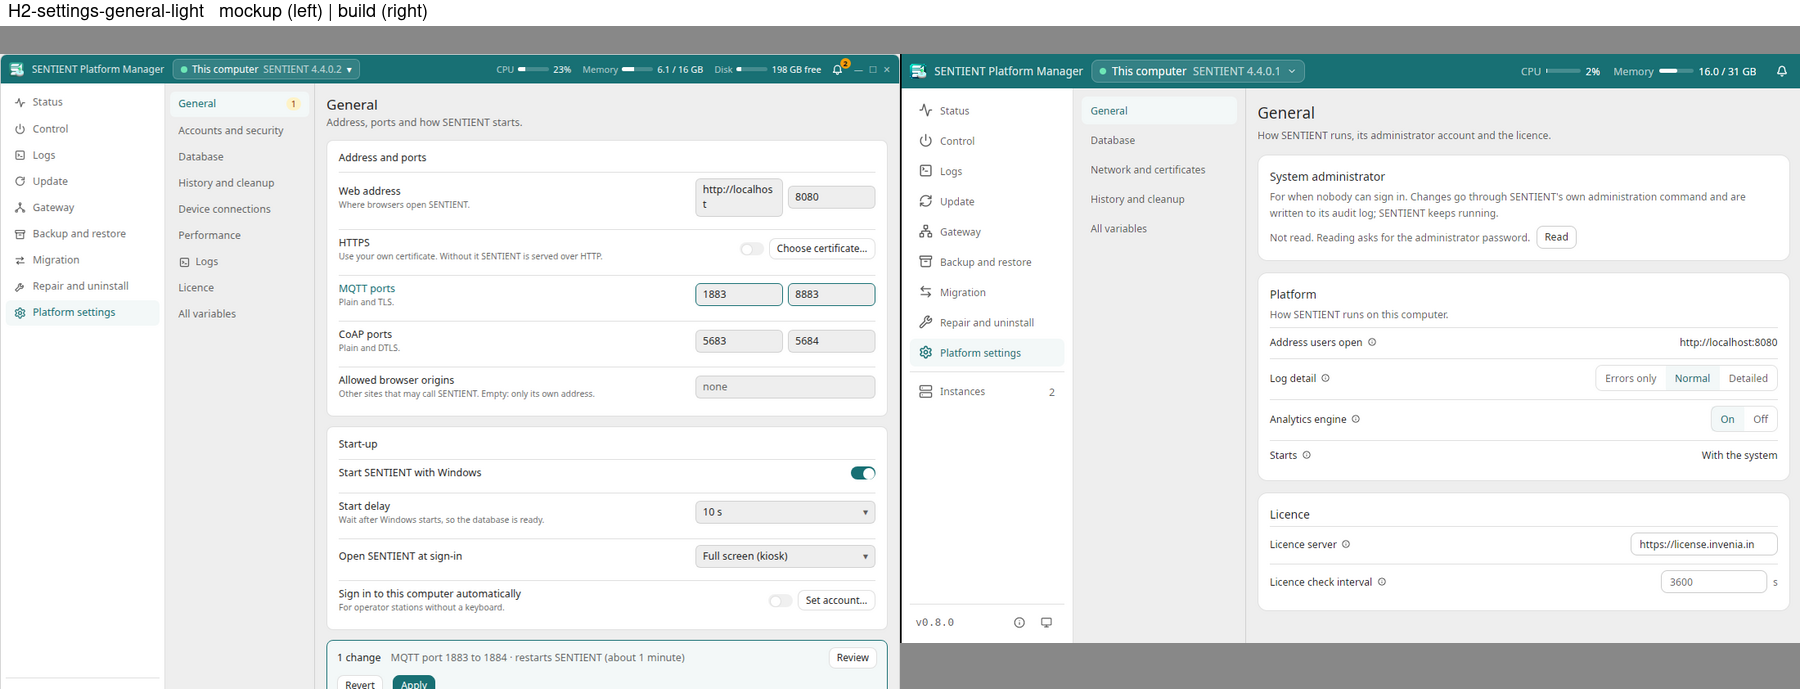 H2-settings-general-light mockup (left) | build (right)
SENTIENT Platform Manager This computer SENTIENT 4.4.0.2 CPU 23% Memory 6.1 / 16 GB Disk 198 GB free 2
Status
Control
Logs
Update
Gateway
Backup and restore
Migration
Repair and uninstall
Platform settings
General 1
Accounts and security
Database
History and cleanup
Device connections
Performance
Logs
Licence
All variables
General
Address, ports and how SENTIENT starts.
Address and ports
Web address
Where browsers open SENTIENT.
http://localhos
t
8080
HTTPS
Use your own certificate. Without it SENTIENT is served over HTTP.
Choose certificate...
MQTT ports
Plain and TLS.
1883 8883
CoAP ports
Plain and DTLS.
5683 5684
Allowed browser origins
Other sites that may call SENTIENT. Empty: only its own address.
none
Start-up
Start SENTIENT with Windows
Start delay
Wait after Windows starts, so the database is ready.
10 s
Open SENTIENT at sign-in
Full screen (kiosk)
Sign in to this computer automatically
For operator stations without a keyboard.
Set account...
1 change MQTT port 1883 to 1884 · restarts SENTIENT (about 1 minute) Review
Revert Apply
SENTIENT Platform Manager This computer SENTIENT 4.4.0.1 CPU 2% Memory 16.0 / 31 GB
Status
Control
Logs
Update
Gateway
Backup and restore
Migration
Repair and uninstall
Platform settings
Instances 2
v0.8.0
General
Database
Network and certificates
History and cleanup
All variables
General
How SENTIENT runs, its administrator account and the licence.
System administrator
For when nobody can sign in. Changes go through SENTIENT's own administration command and are
written to its audit log; SENTIENT keeps running.
Not read. Reading asks for the administrator password. Read
Platform
How SENTIENT runs on this computer.
Address users open http://localhost:8080
Log detail Errors only Normal Detailed
Analytics engine On Off
Starts With the system
Licence
Licence server https://license.invenia.in
Licence check interval 3600 s